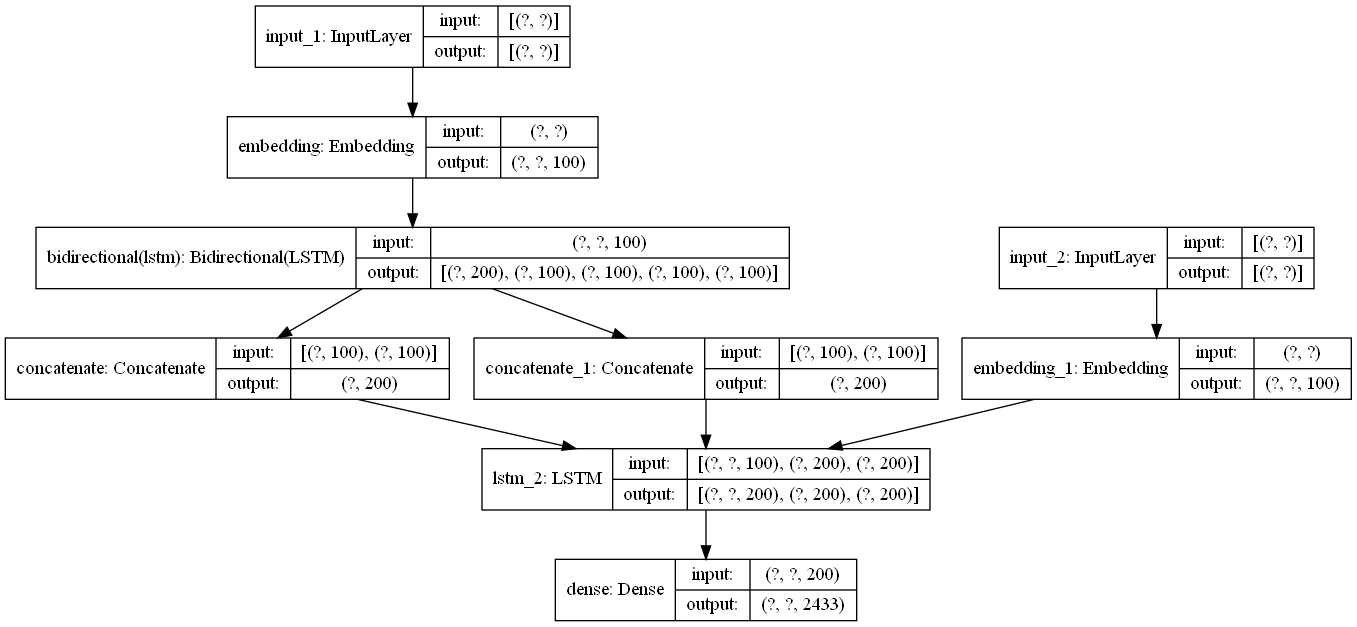 input_1: InputLayer
input: [(?, ?)]
output: [(?, ?)]
embedding: Embedding
input: (?, ?)
output: (?, ?, 100)
bidirectional(lstm): Bidirectional(LSTM)
input: (?, ?, 100)
output: [(?, 200), (?, 100), (?, 100), (?, 100), (?, 100)]
input_2: InputLayer
input: [(?, ?)]
output: [(?, ?)]
concatenate: Concatenate
input: [(?, 100), (?, 100)]
output: (?, 200)
concatenate_1: Concatenate
input: [(?, 100), (?, 100)]
output: (?, 200)
embedding_1: Embedding
input: (?, ?)
output: (?, ?, 100)
lstm_2: LSTM
input: [(?, ?, 100), (?, 200), (?, 200)]
output: [(?, ?, 200), (?, 200), (?, 200)]
dense: Dense
input: (?, ?, 200)
output: (?, ?, 2433)